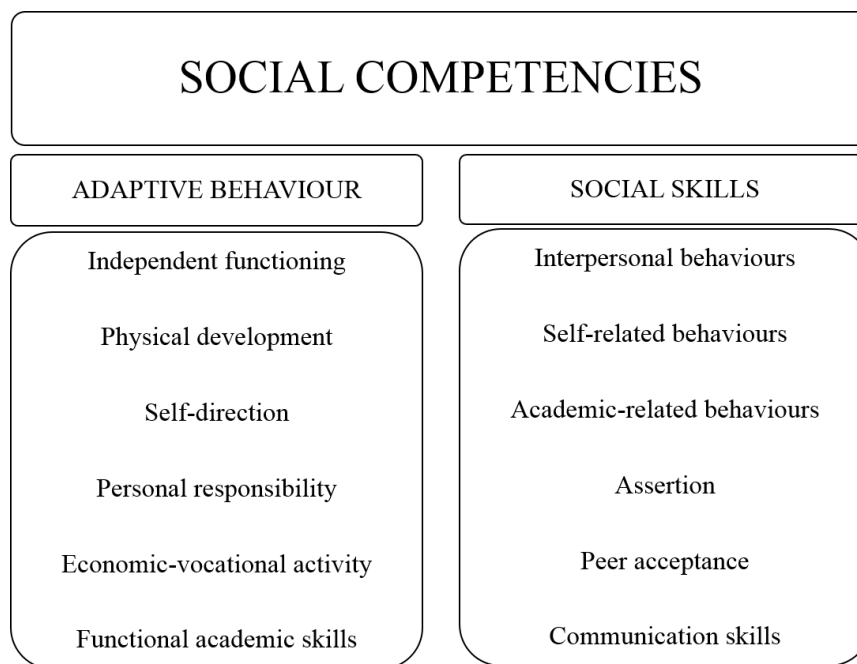 SOCIAL COMPETENCIES
ADAPTIVE BEHAVIOUR
Independent functioning
Physical development
Self-direction
Personal responsibility
Economic-vocational activity
Functional academic skills
SOCIAL SKILLS
Interpersonal behaviours
Self-related behaviours
Academic-related behaviours
Assertion
Peer acceptance
Communication skills